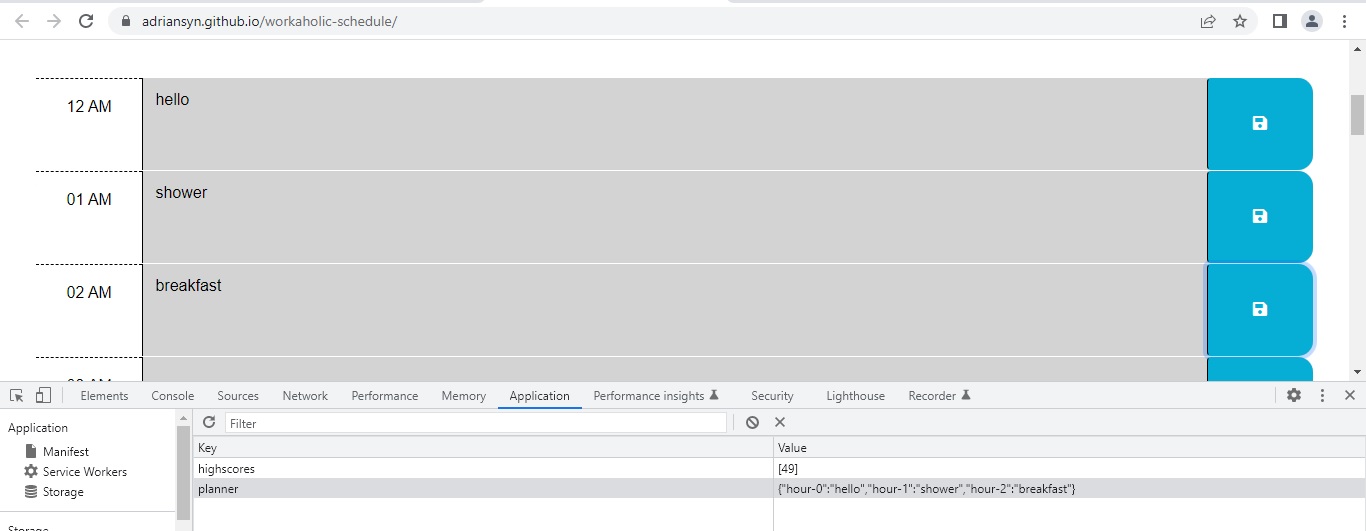 adriansyn.github.io/workaholic-schedule/
12 AM hello
01 AM shower
02 AM breakfast
Elements Console Sources Network Performance Memory Application Performance insights Security Lighthouse Recorder
Application
Manifest
Service Workers
Storage
Storage
Filter
Key Value
highscores [49]
planner {"hour-0":"hello","hour-1":"shower","hour-2":"breakfast"}